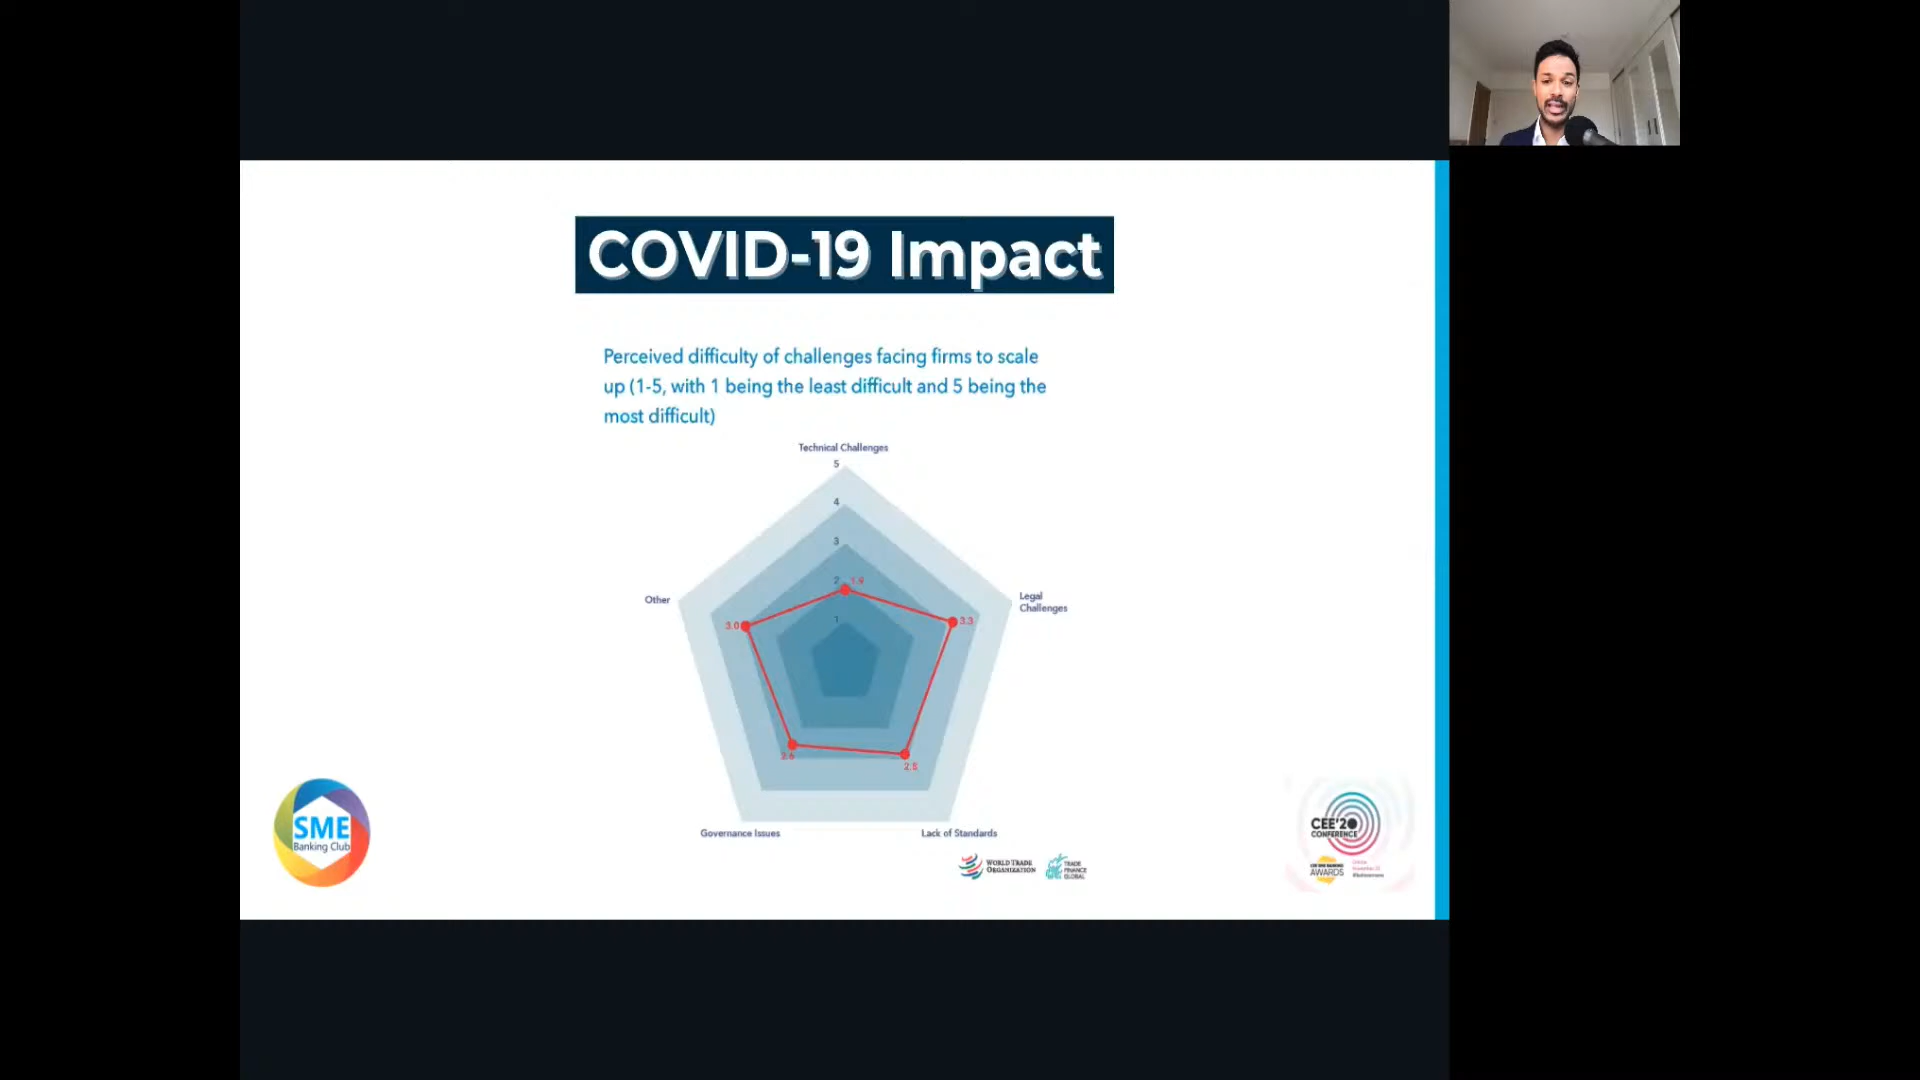 COVID-19 Impact
Perceived difficulty of challenges facing firms to scale
up (1-5, with 1 being the least difficult and 5 being the
most difficult)
Technical Challenges
5
4
3
2
1.9
1
Other
Legal
Challenges
3.0
3.3
2.6
2.5
Governance Issues
Lack of Standards
WORLD TRADE
ORGANIZATION
TRADE
FINANCE
GLOBAL
SME
Banking Club
CEE'20
CONFERENCE
AWARDS